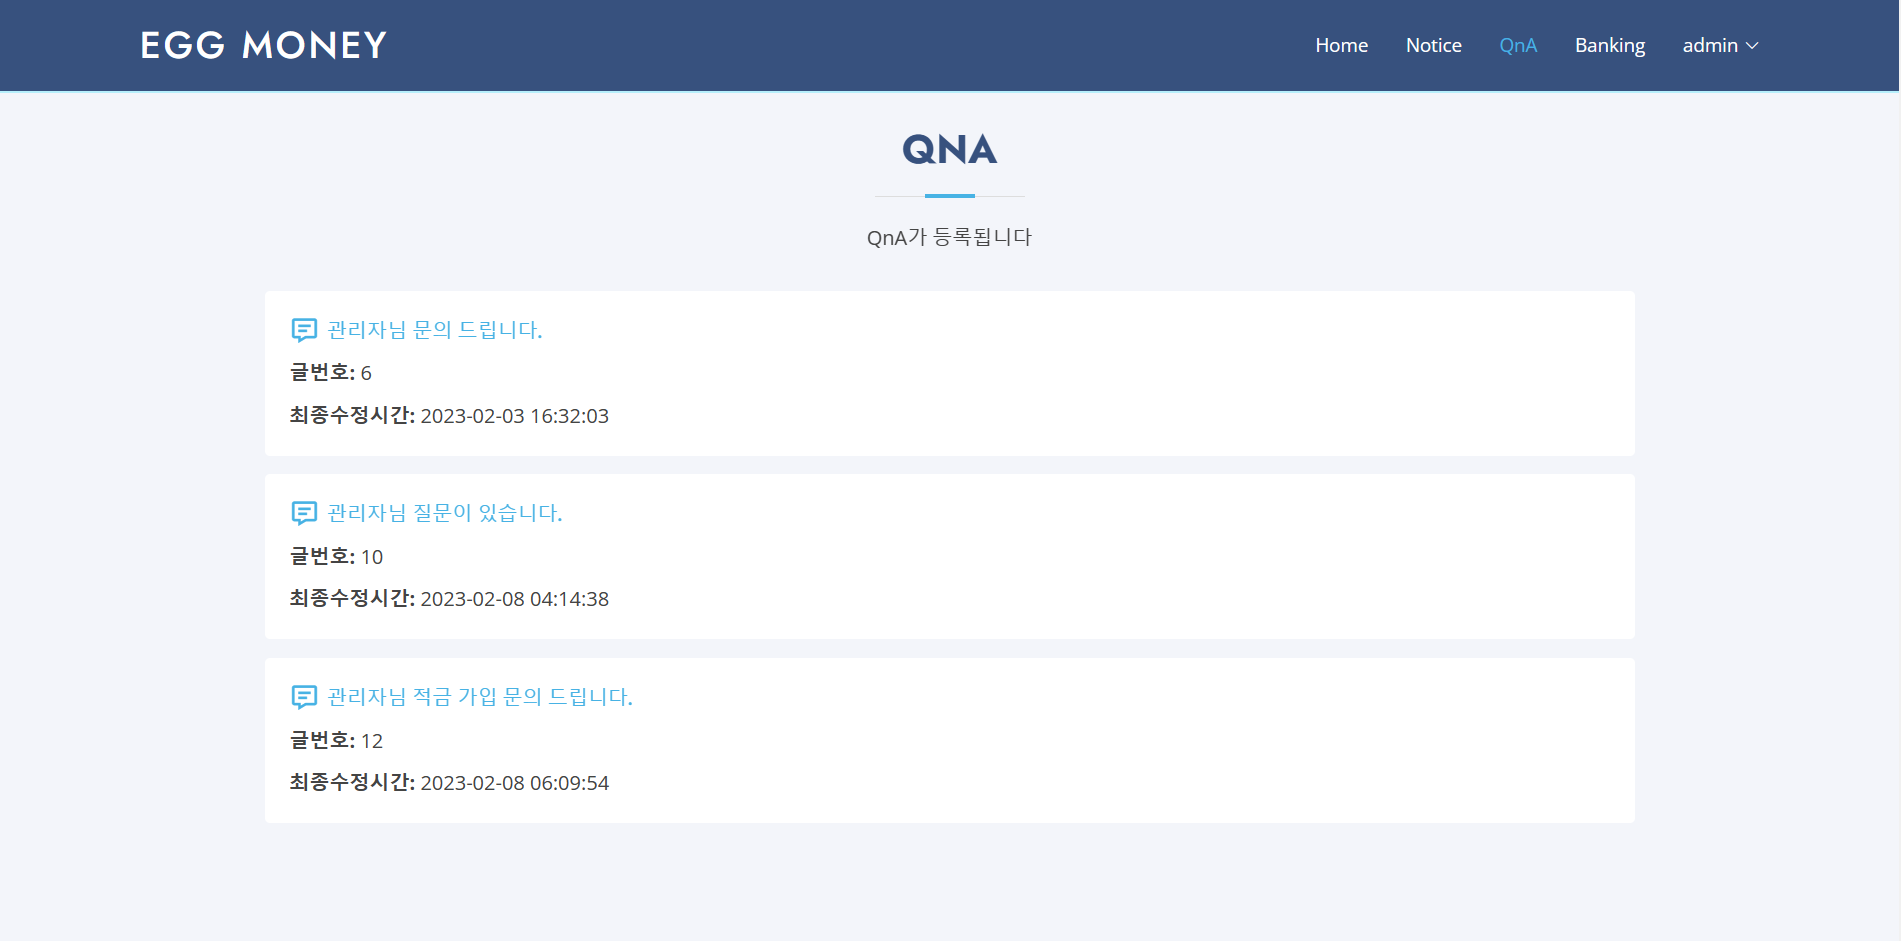 EGG MONEY
Home Notice QnA Banking admin
QNA
QnA가 등록됩니다
관리자님 문의 드립니다.
글번호: 6
최종수정시간: 2023-02-03 16:32:03
관리자님 질문이 있습니다.
글번호: 10
최종수정시간: 2023-02-08 04:14:38
관리자님 적금 가입 문의 드립니다.
글번호: 12
최종수정시간: 2023-02-08 06:09:54